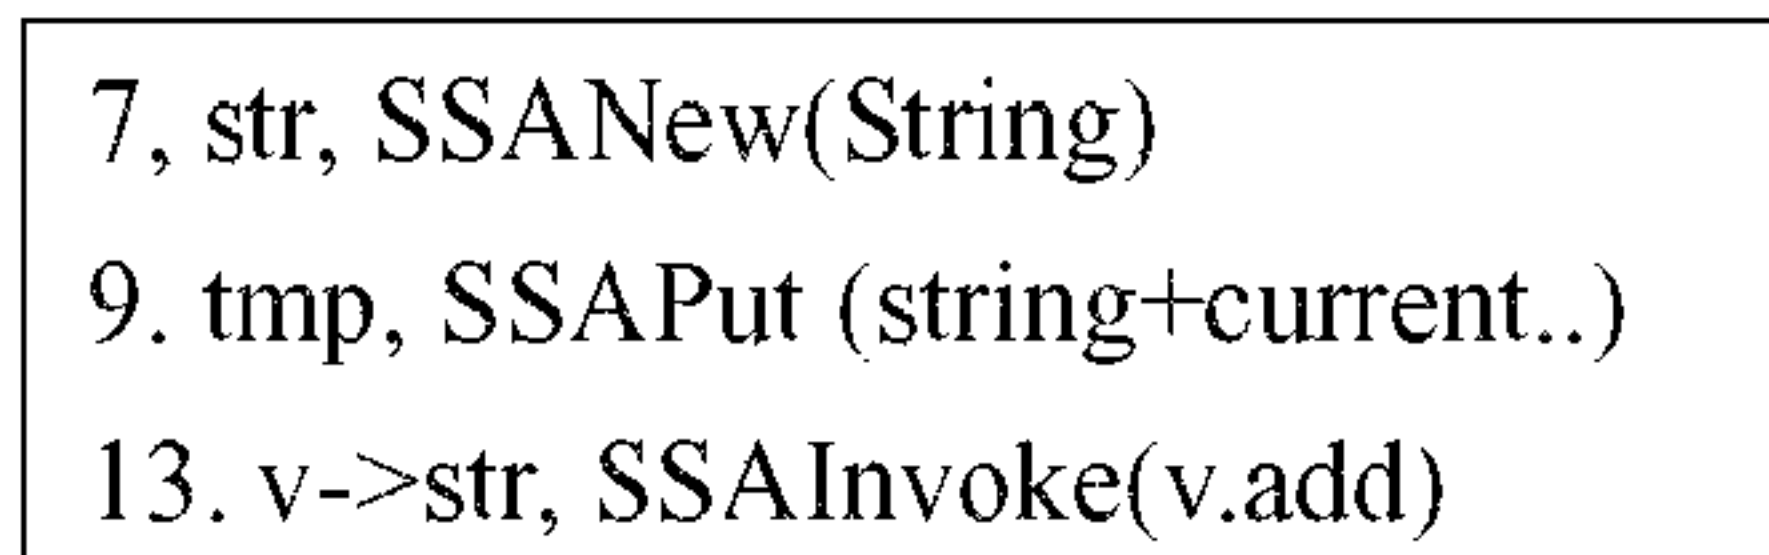 7, str, SSANew(String)
9. tmp, SSAPut (string+current..)
13. v->str, SSAInvoke(v.add)